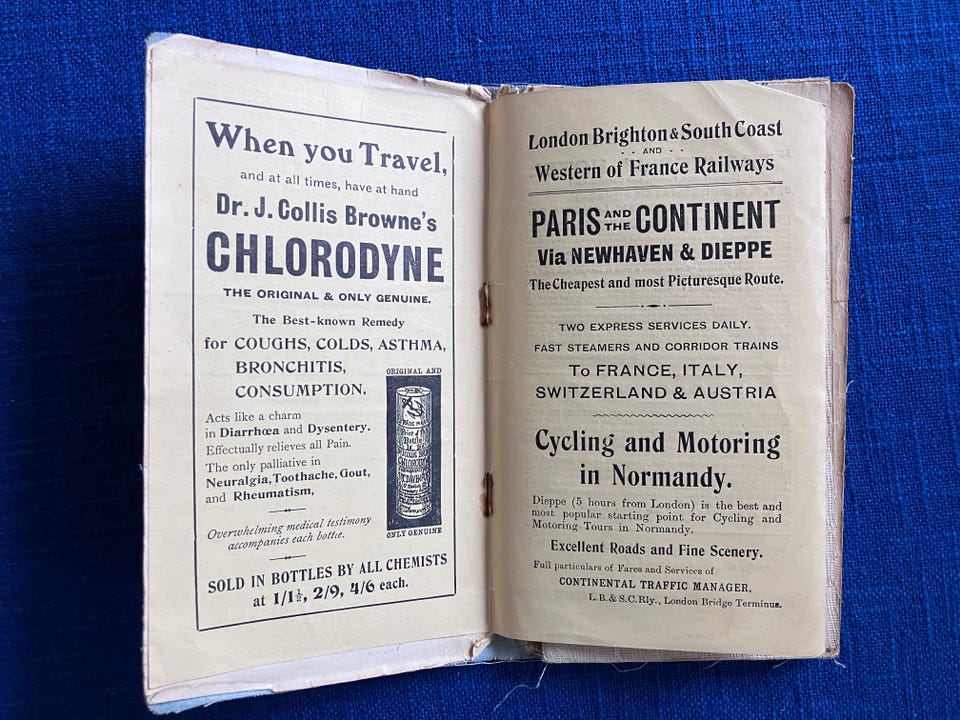 When you Travel,
and at all times, have at hand
Dr. J. Collis Browne's
CHLORODYNE
THE ORIGINAL & ONLY GENUINE.
The Best-known Remedy
for COUGHS, COLDS, ASTHMA,
BRONCHITIS,
CONSUMPTION.
Acts like a charm
in Diarrhœa and Dysentery.
Effectually relieves all Pain.
The only palliative in
Neuralgia, Toothache, Gout,
and Rheumatism,
Overwhelming medical testimony
accompanies each bottle.
ORIGINAL AND
ONLY GENUINE
SOLD IN BOTTLES BY ALL CHEMISTS
at 1/1½, 2/9, 4/6 each.
London Brighton & South Coast
- - AND - -
Western of France Railways
PARIS AND THE CONTINENT
Via NEWHAVEN & DIEPPE
The Cheapest and most Picturesque Route.
TWO EXPRESS SERVICES DAILY.
FAST STEAMERS AND CORRIDOR TRAINS
To FRANCE, ITALY,
SWITZERLAND & AUSTRIA
Cycling and Motoring
in Normandy.
Dieppe (5 hours from London) is the best and
most popular starting point for Cycling and
Motoring Tours in Normandy.
Excellent Roads and Fine Scenery.
Full particulars of Fares and Services of
CONTINENTAL TRAFFIC MANAGER,
L.B. & S.C.Rly., London Bridge Terminus.